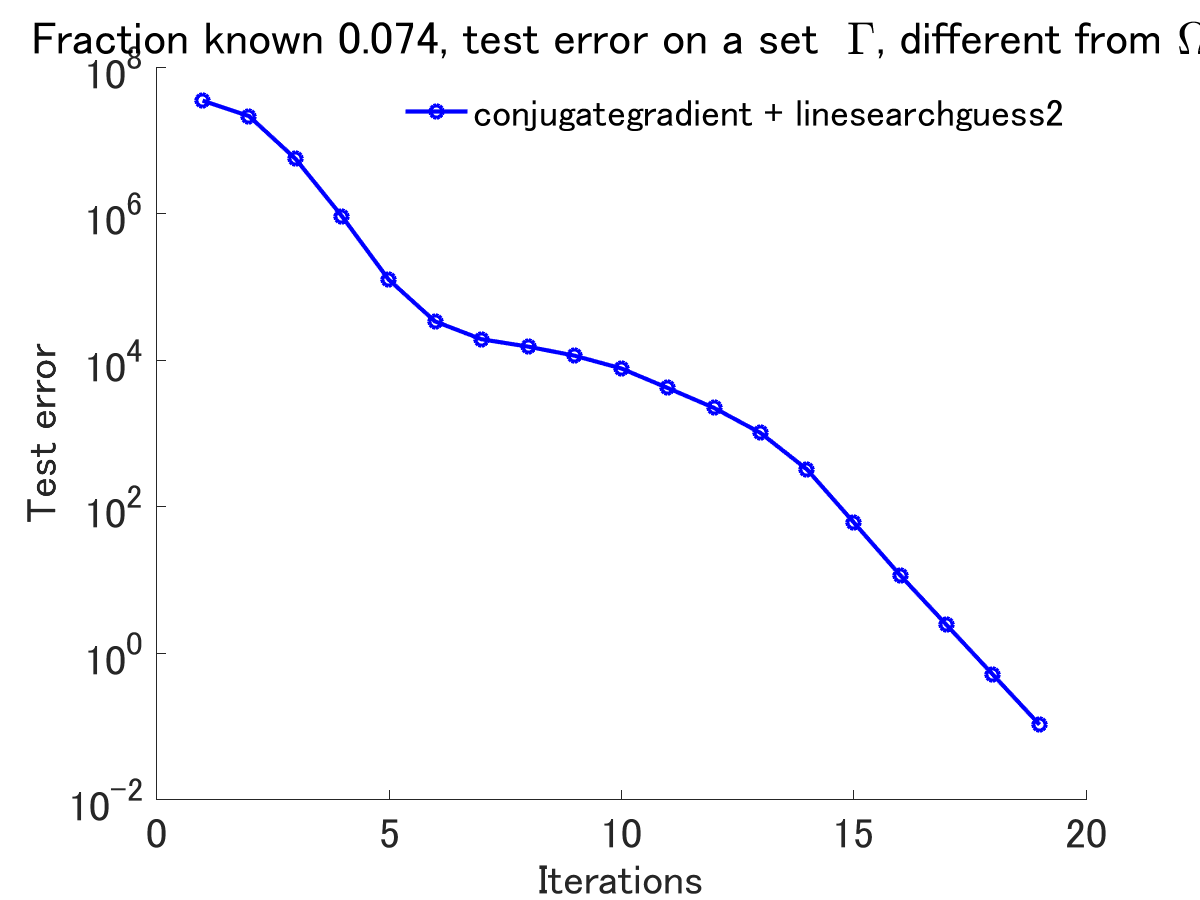 Fraction known 0.074, test error on a set Γ, different from Ω
conjugategradient + linesearchguess2
10^8
10^6
10^4
10^2
10^0
10^-2
Test error
0 5 10 15 20
Iterations